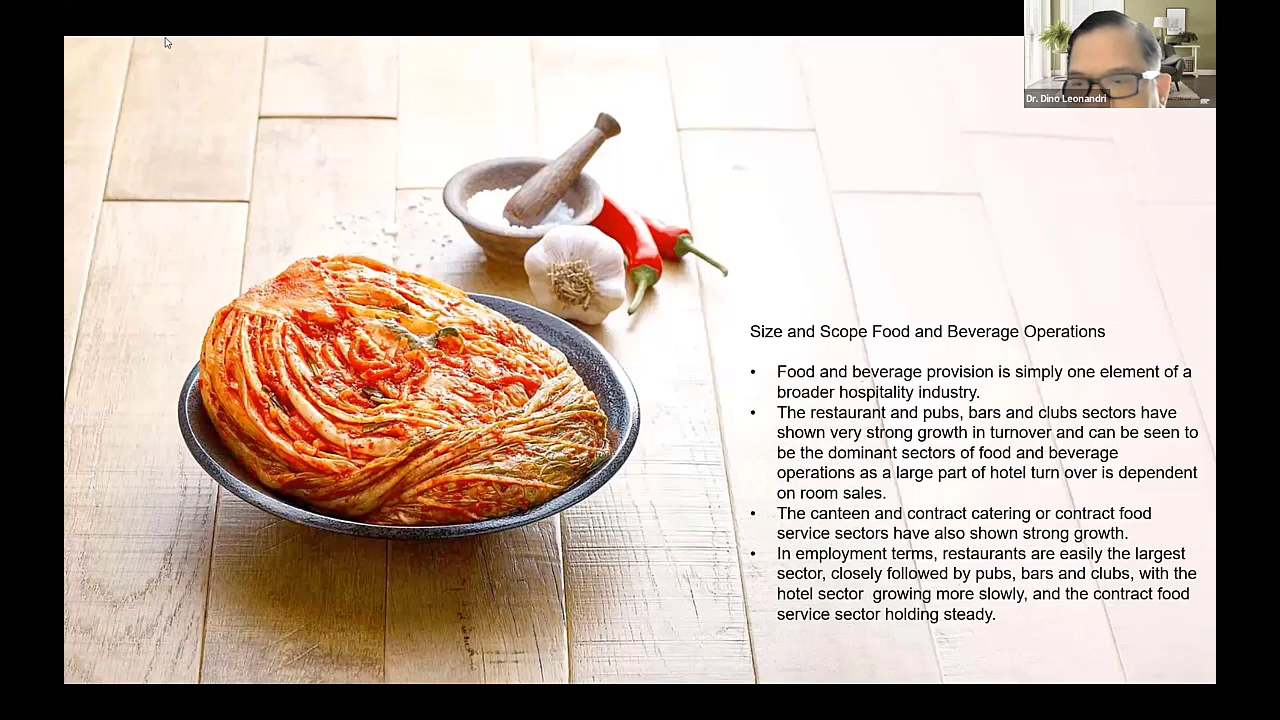 Dr. Dino Leonandri
Size and Scope Food and Beverage Operations
• Food and beverage provision is simply one element of a
broader hospitality industry.
• The restaurant and pubs, bars and clubs sectors have
shown very strong growth in turnover and can be seen to
be the dominant sectors of food and beverage
operations as a large part of hotel turn over is dependent
on room sales.
• The canteen and contract catering or contract food
service sectors have also shown strong growth.
• In employment terms, restaurants are easily the largest
sector, closely followed by pubs, bars and clubs, with the
hotel sector growing more slowly, and the contract food
service sector holding steady.